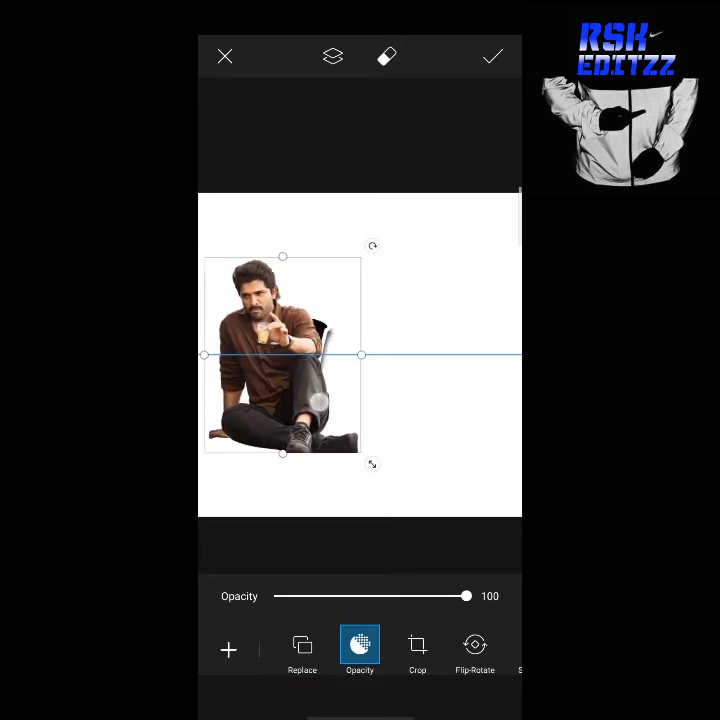 RSK
EDITZZ
Opacity
100
Replace
Opacity
Crop
Flip-Rotate
S